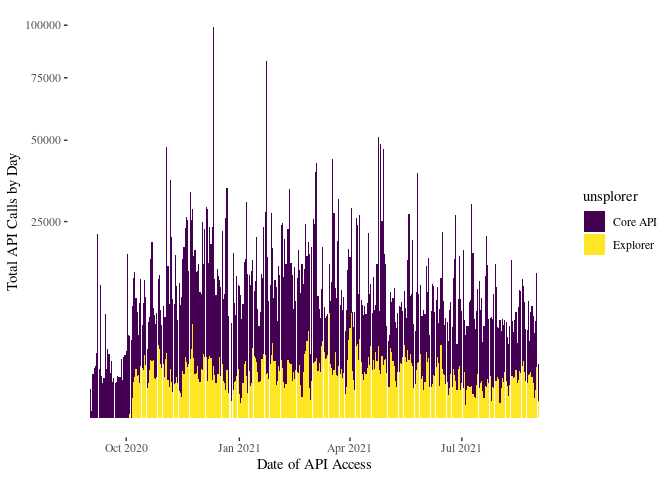 100000
75000
50000
25000
Total API Calls by Day
Oct 2020
Jan 2021
Apr 2021
Jul 2021
Date of API Access
unsplorer
Core API
Explorer